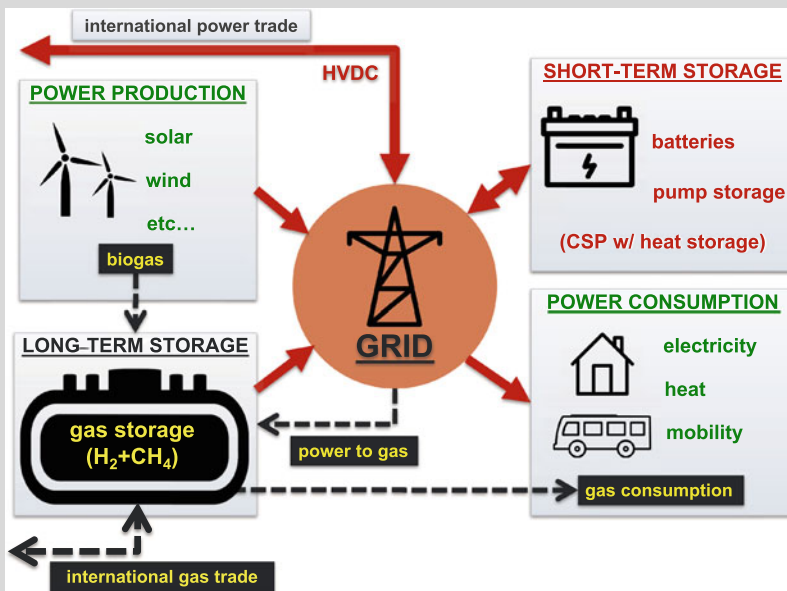 international power trade
HVDC
POWER PRODUCTION
solar
wind
etc…
biogas
SHORT-TERM STORAGE
batteries
pump storage
(CSP w/ heat storage)
GRID
LONG-TERM STORAGE
gas storage
(H₂+CH₄)
power to gas
POWER CONSUMPTION
electricity
heat
mobility
gas consumption
international gas trade